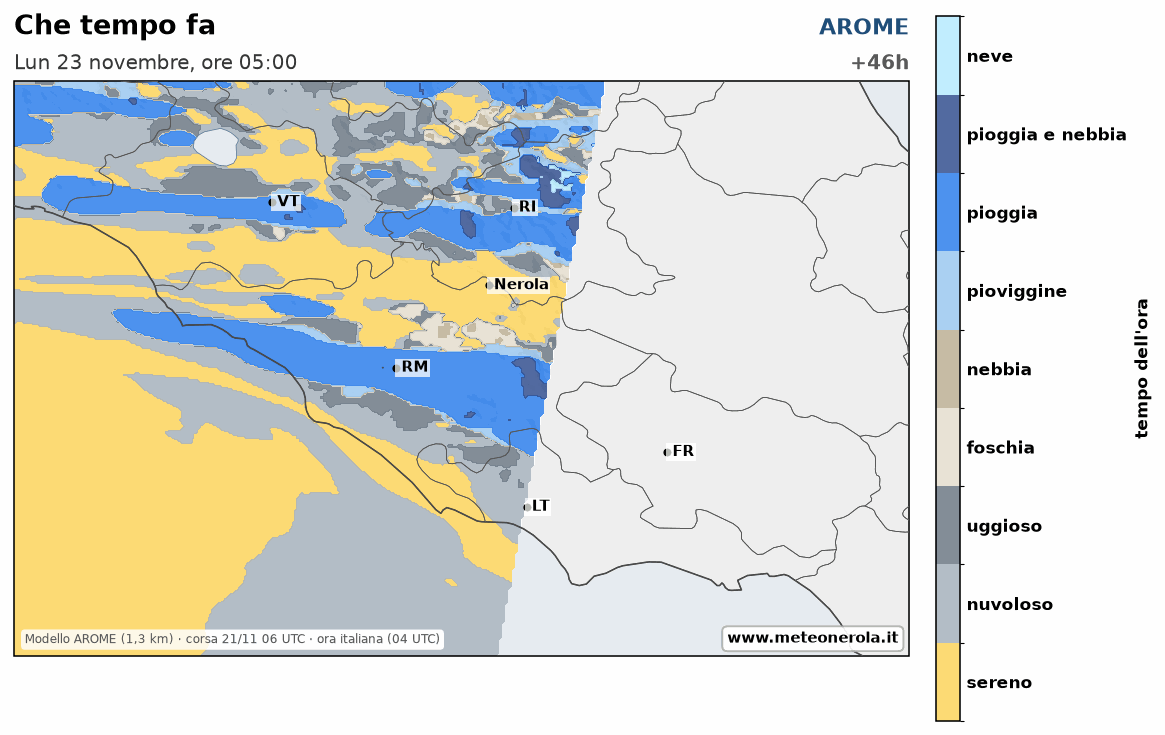 Che tempo fa
AROME
Lun 23 novembre, ore 05:00
+46h
neve
pioggia e nebbia
pioggia
pioviggine
nebbia
foschia
uggioso
nuvoloso
sereno
tempo dell'ora
VT
RI
Nerola
RM
FR
LT
Modello AROME (1,3 km) · corsa 21/11 06 UTC · ora italiana (04 UTC)
www.meteonerola.it